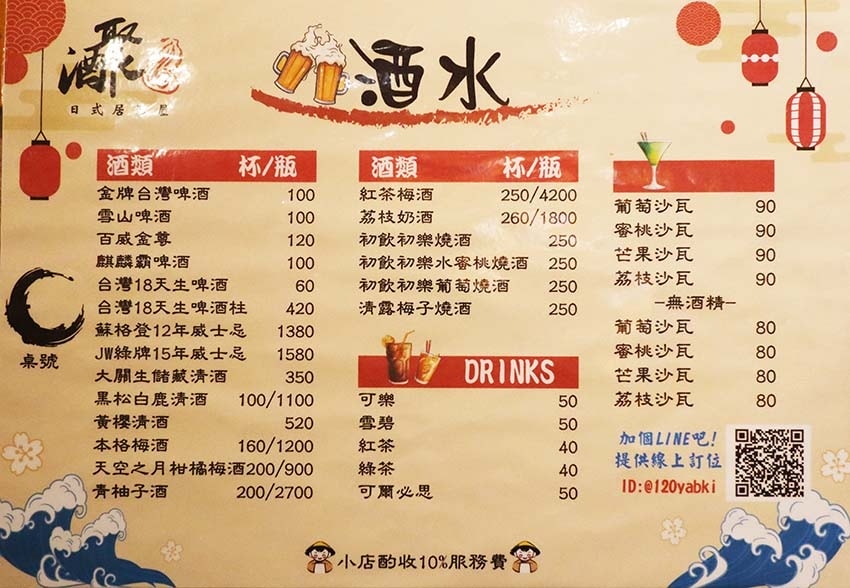 酒聚
日式居酒屋
酒水
酒類 杯/瓶
金牌台灣啤酒 100
雪山啤酒 100
百威金尊 120
麒麟霸啤酒 100
台灣18天生啤酒 60
台灣18天生啤酒柱 420
蘇格登12年威士忌 1380
JW綠牌15年威士忌 1580
大關生儲藏清酒 350
黑松白鹿清酒 100/1100
黃櫻清酒 520
本格梅酒 160/1200
天空之月柑橘梅酒 200/900
青柚子酒 200/2700
桌號
酒類 杯/瓶
紅茶梅酒 250/4200
荔枝奶酒 260/1800
初飲初樂燒酒 250
初飲初樂水蜜桃燒酒 250
初飲初樂葡萄燒酒 250
清露梅子燒酒 250
DRINKS
可樂 50
雪碧 50
紅茶 40
綠茶 40
可爾必思 50
葡萄沙瓦 90
蜜桃沙瓦 90
芒果沙瓦 90
荔枝沙瓦 90
-無酒精-
葡萄沙瓦 80
蜜桃沙瓦 80
芒果沙瓦 80
荔枝沙瓦 80
加個LINE吧!
提供線上訂位
ID:@120yabki
小店酌收10%服務費